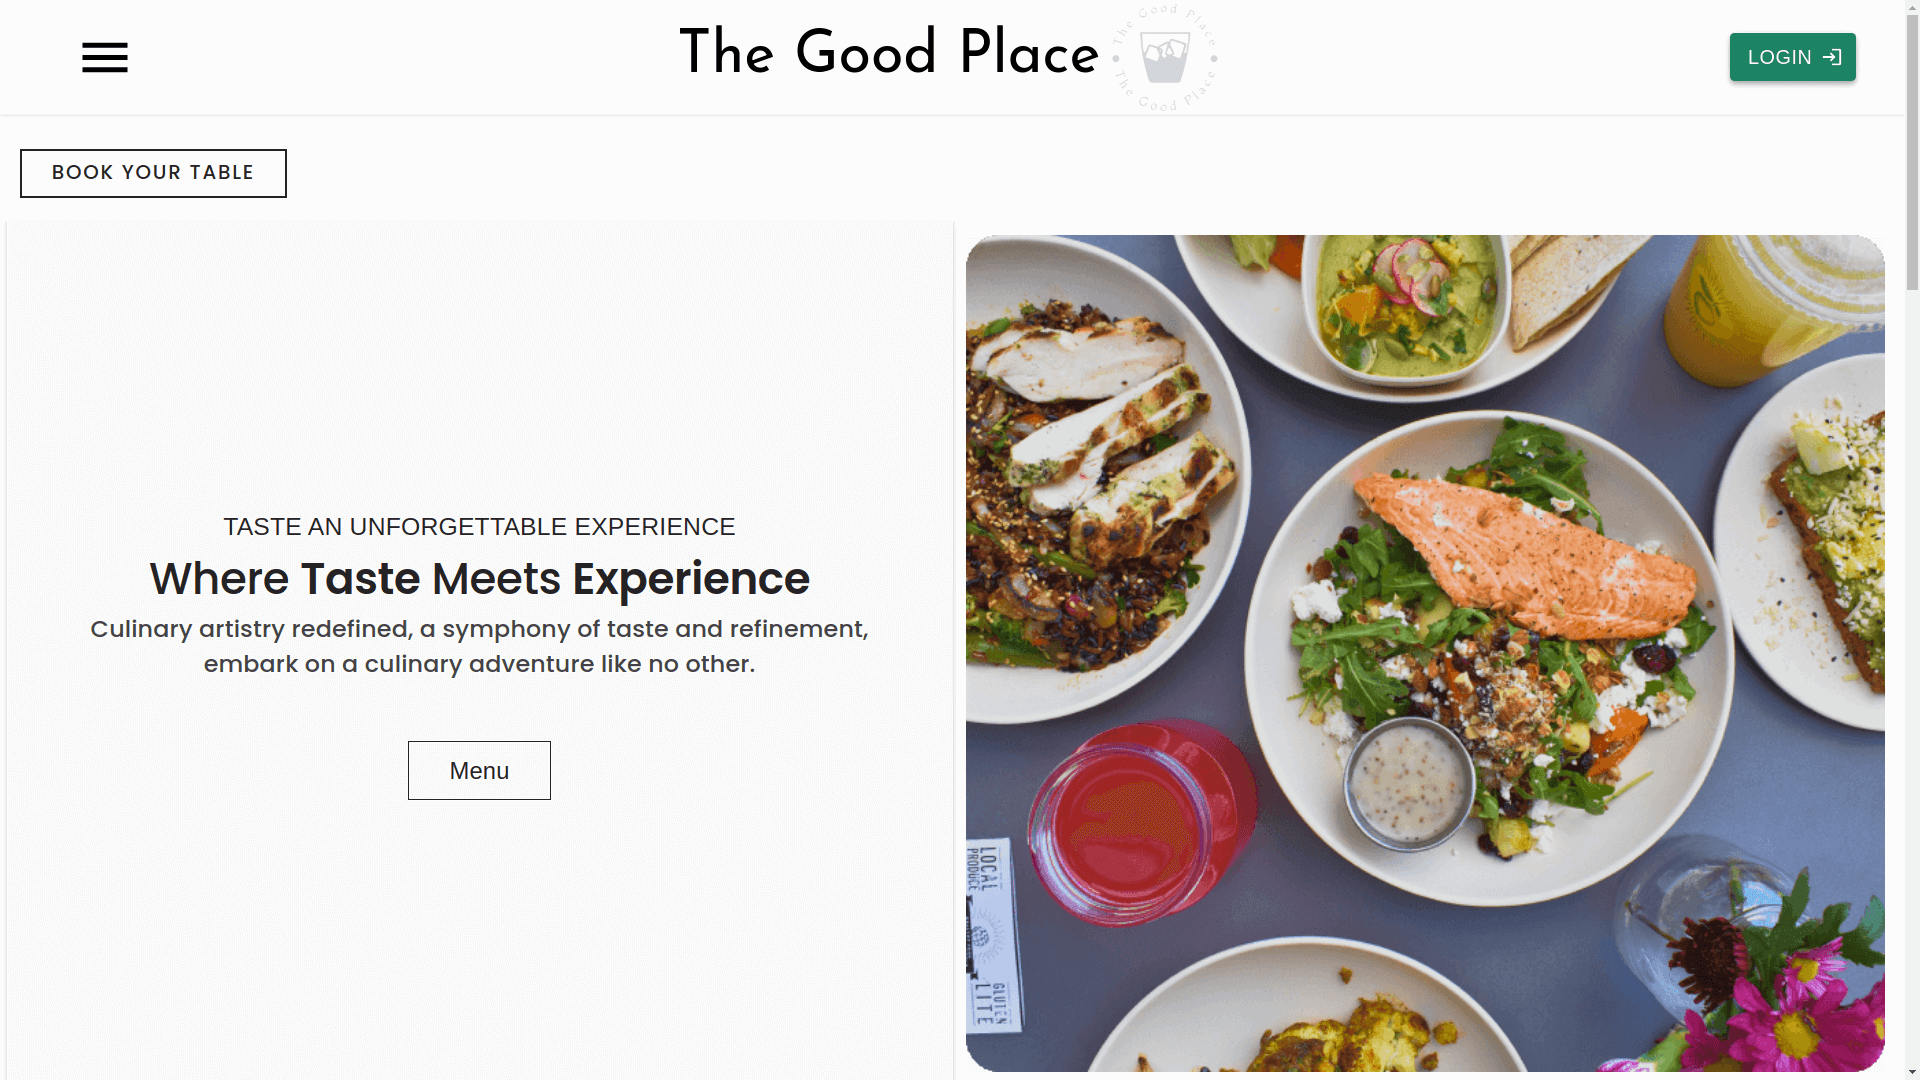 The Good Place
The Good Place
The Good Place
LOGIN
BOOK YOUR TABLE
TASTE AN UNFORGETTABLE EXPERIENCE
Where Taste Meets Experience
Culinary artistry redefined, a symphony of taste and refinement,
embark on a culinary adventure like no other.
Menu
LOCAL
PRODUCE
GLUTEN
LITE